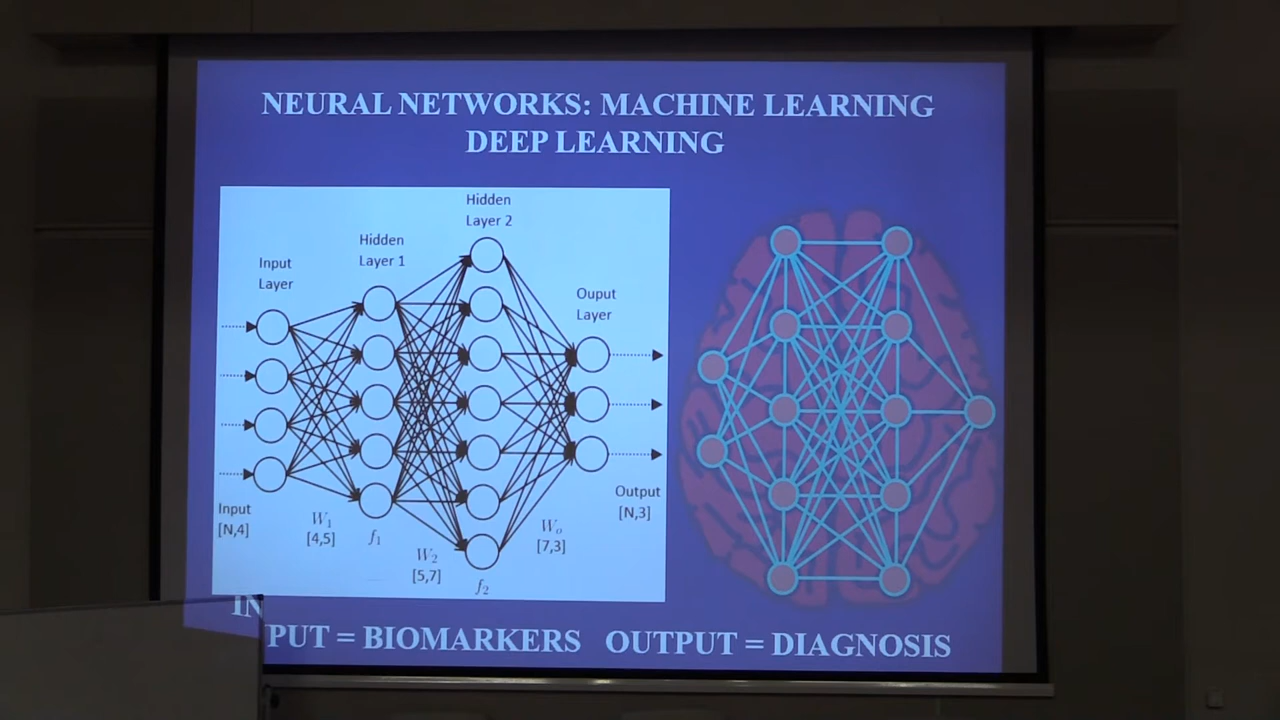 NEURAL NETWORKS: MACHINE LEARNING
DEEP LEARNING
Hidden
Layer 2
Hidden
Layer 1
Input
Layer
Ouput
Layer
Input
[N,4]
W1
[4,5]
f1
W2
[5,7]
f2
Wo
[7,3]
Output
[N,3]
IN
PUT = BIOMARKERS OUTPUT = DIAGNOSIS